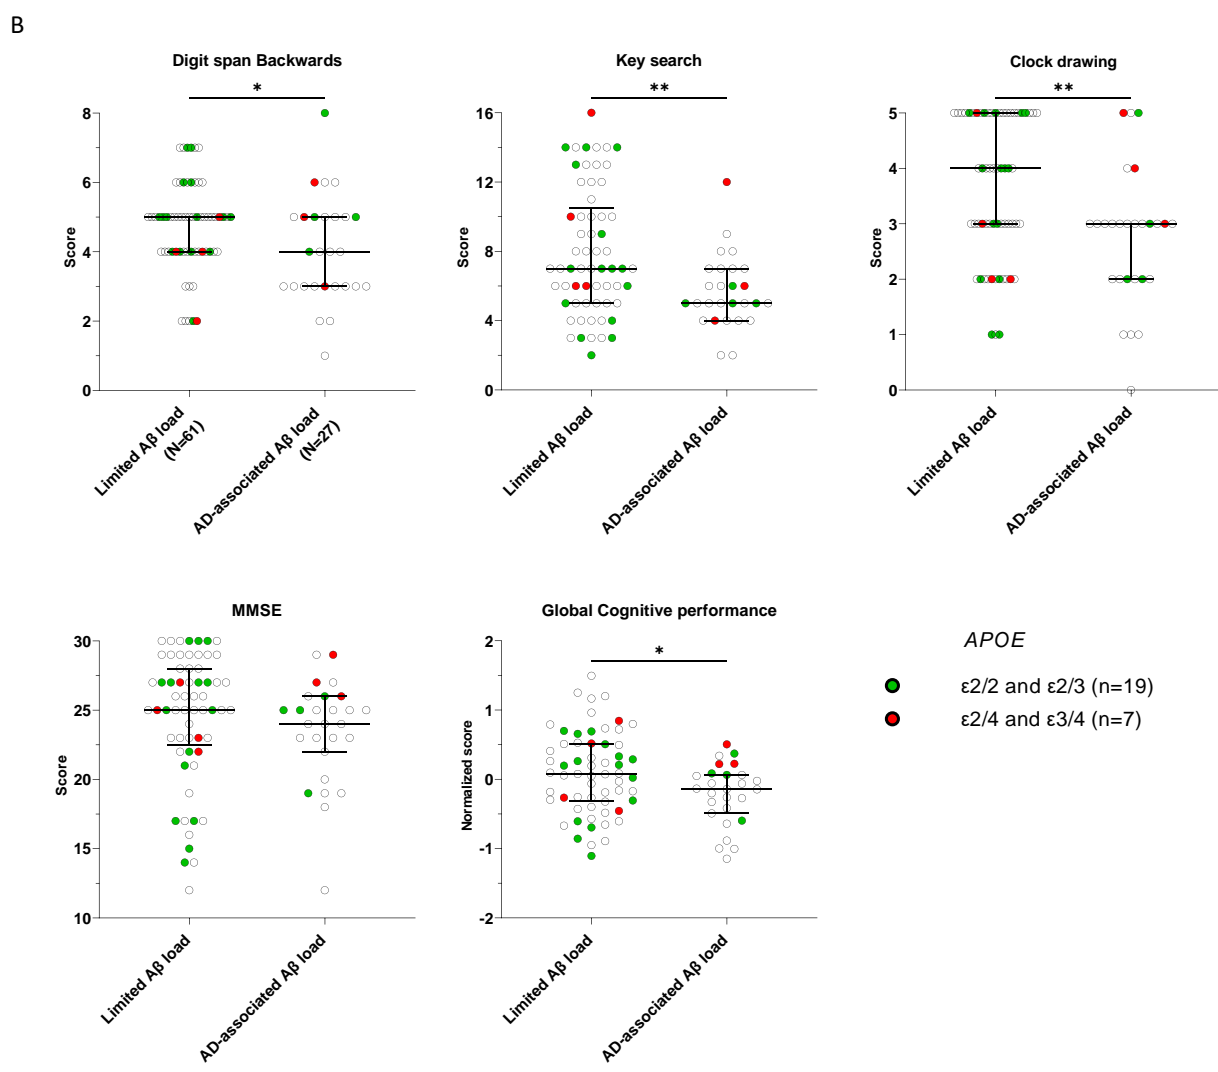 B
Digit span Backwards
*
Score
8
6
4
2
0
Limited Aβ load
(N=61)
AD-associated Aβ load
(N=27)
Key search
**
Score
16
12
8
4
0
Limited Aβ load
AD-associated Aβ load
Clock drawing
**
Score
5
4
3
2
1
0
Limited Aβ load
AD-associated Aβ load
MMSE
Score
30
25
20
15
10
Limited Aβ load
AD-associated Aβ load
Global Cognitive performance
*
Normalized score
2
1
0
-1
-2
Limited Aβ load
AD-associated Aβ load
APOE
ε2/2 and ε2/3 (n=19)
ε2/4 and ε3/4 (n=7)